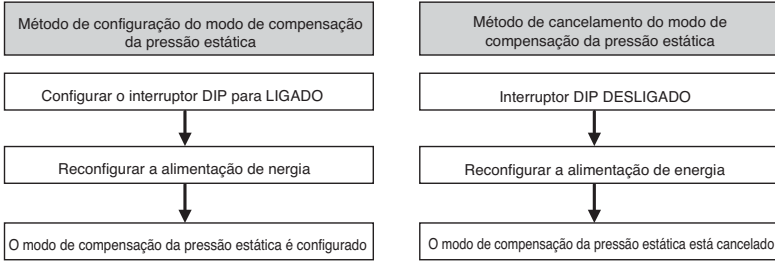 Método de configuração do modo de compensação
da pressão estática
Configurar o interruptor DIP para LIGADO
Reconfigurar a alimentação de nergia
O modo de compensação da pressão estática é configurado
Método de cancelamento do modo de
compensação da pressão estática
Interruptor DIP DESLIGADO
Reconfigurar a alimentação de energia
O modo de compensação da pressão estática está cancelado